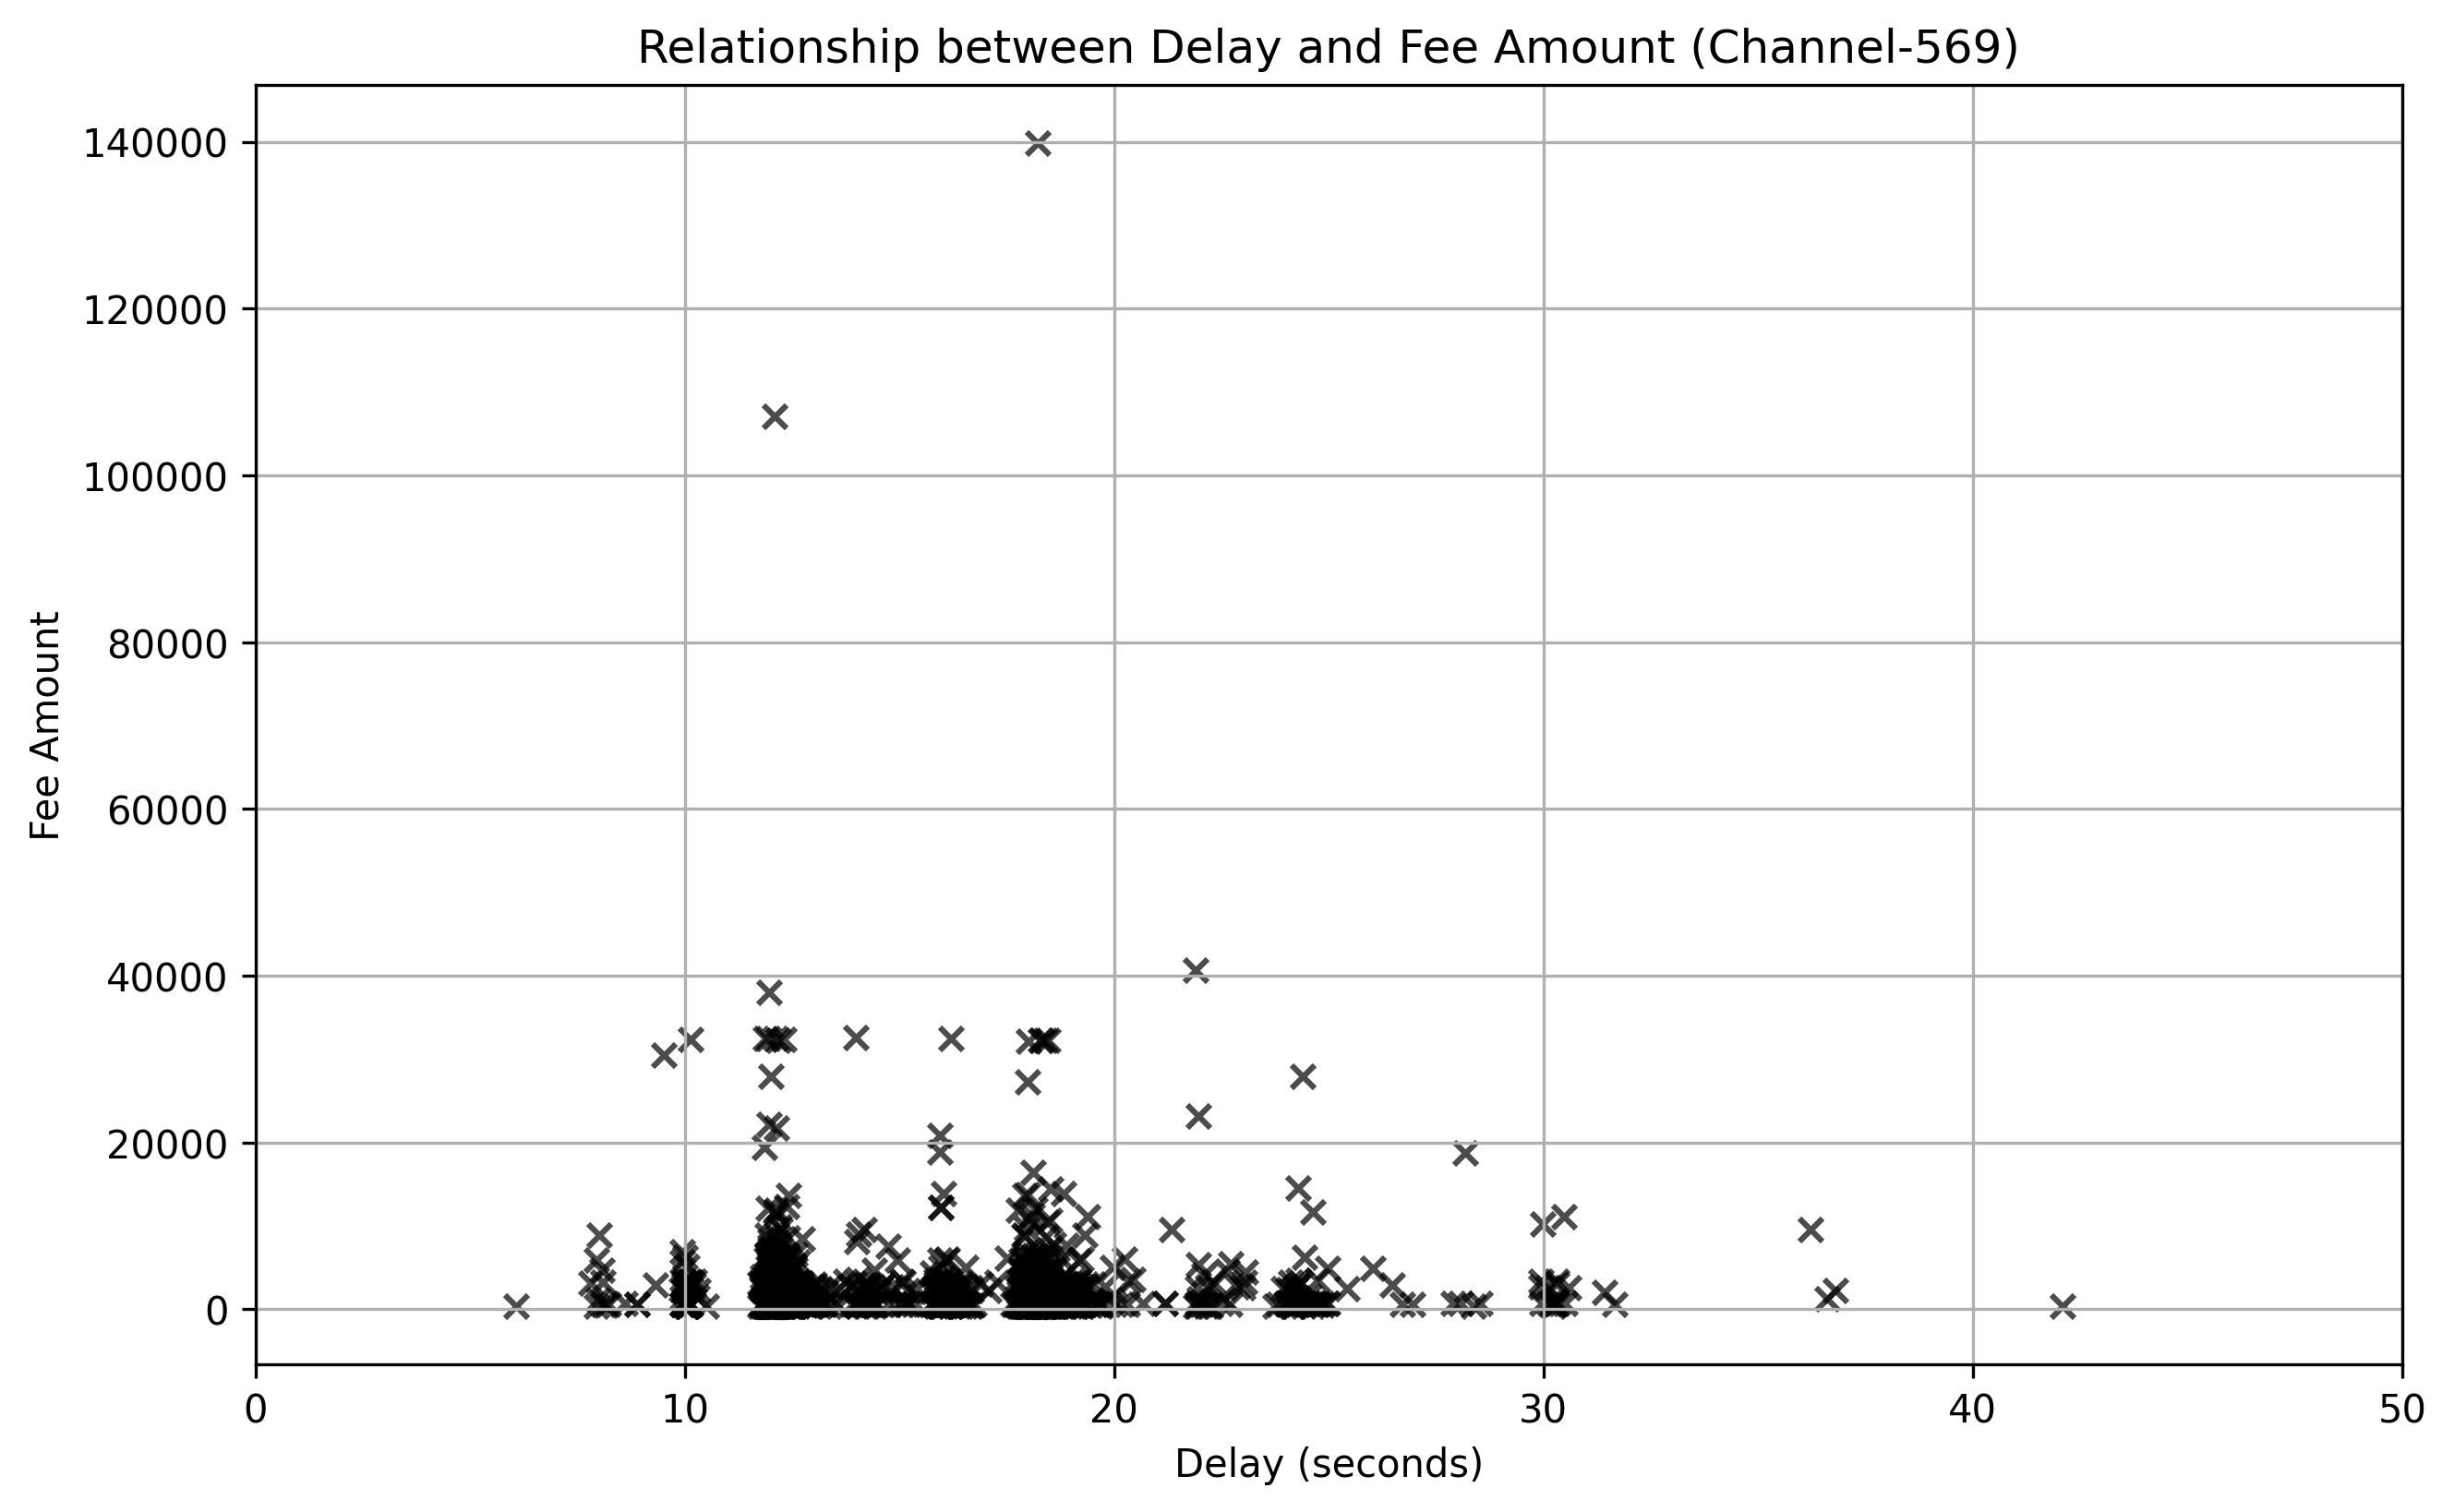 Relationship between Delay and Fee Amount (Channel-569)
140000
120000
100000
80000
60000
40000
20000
0
Fee Amount
0 10 20 30 40 50
Delay (seconds)